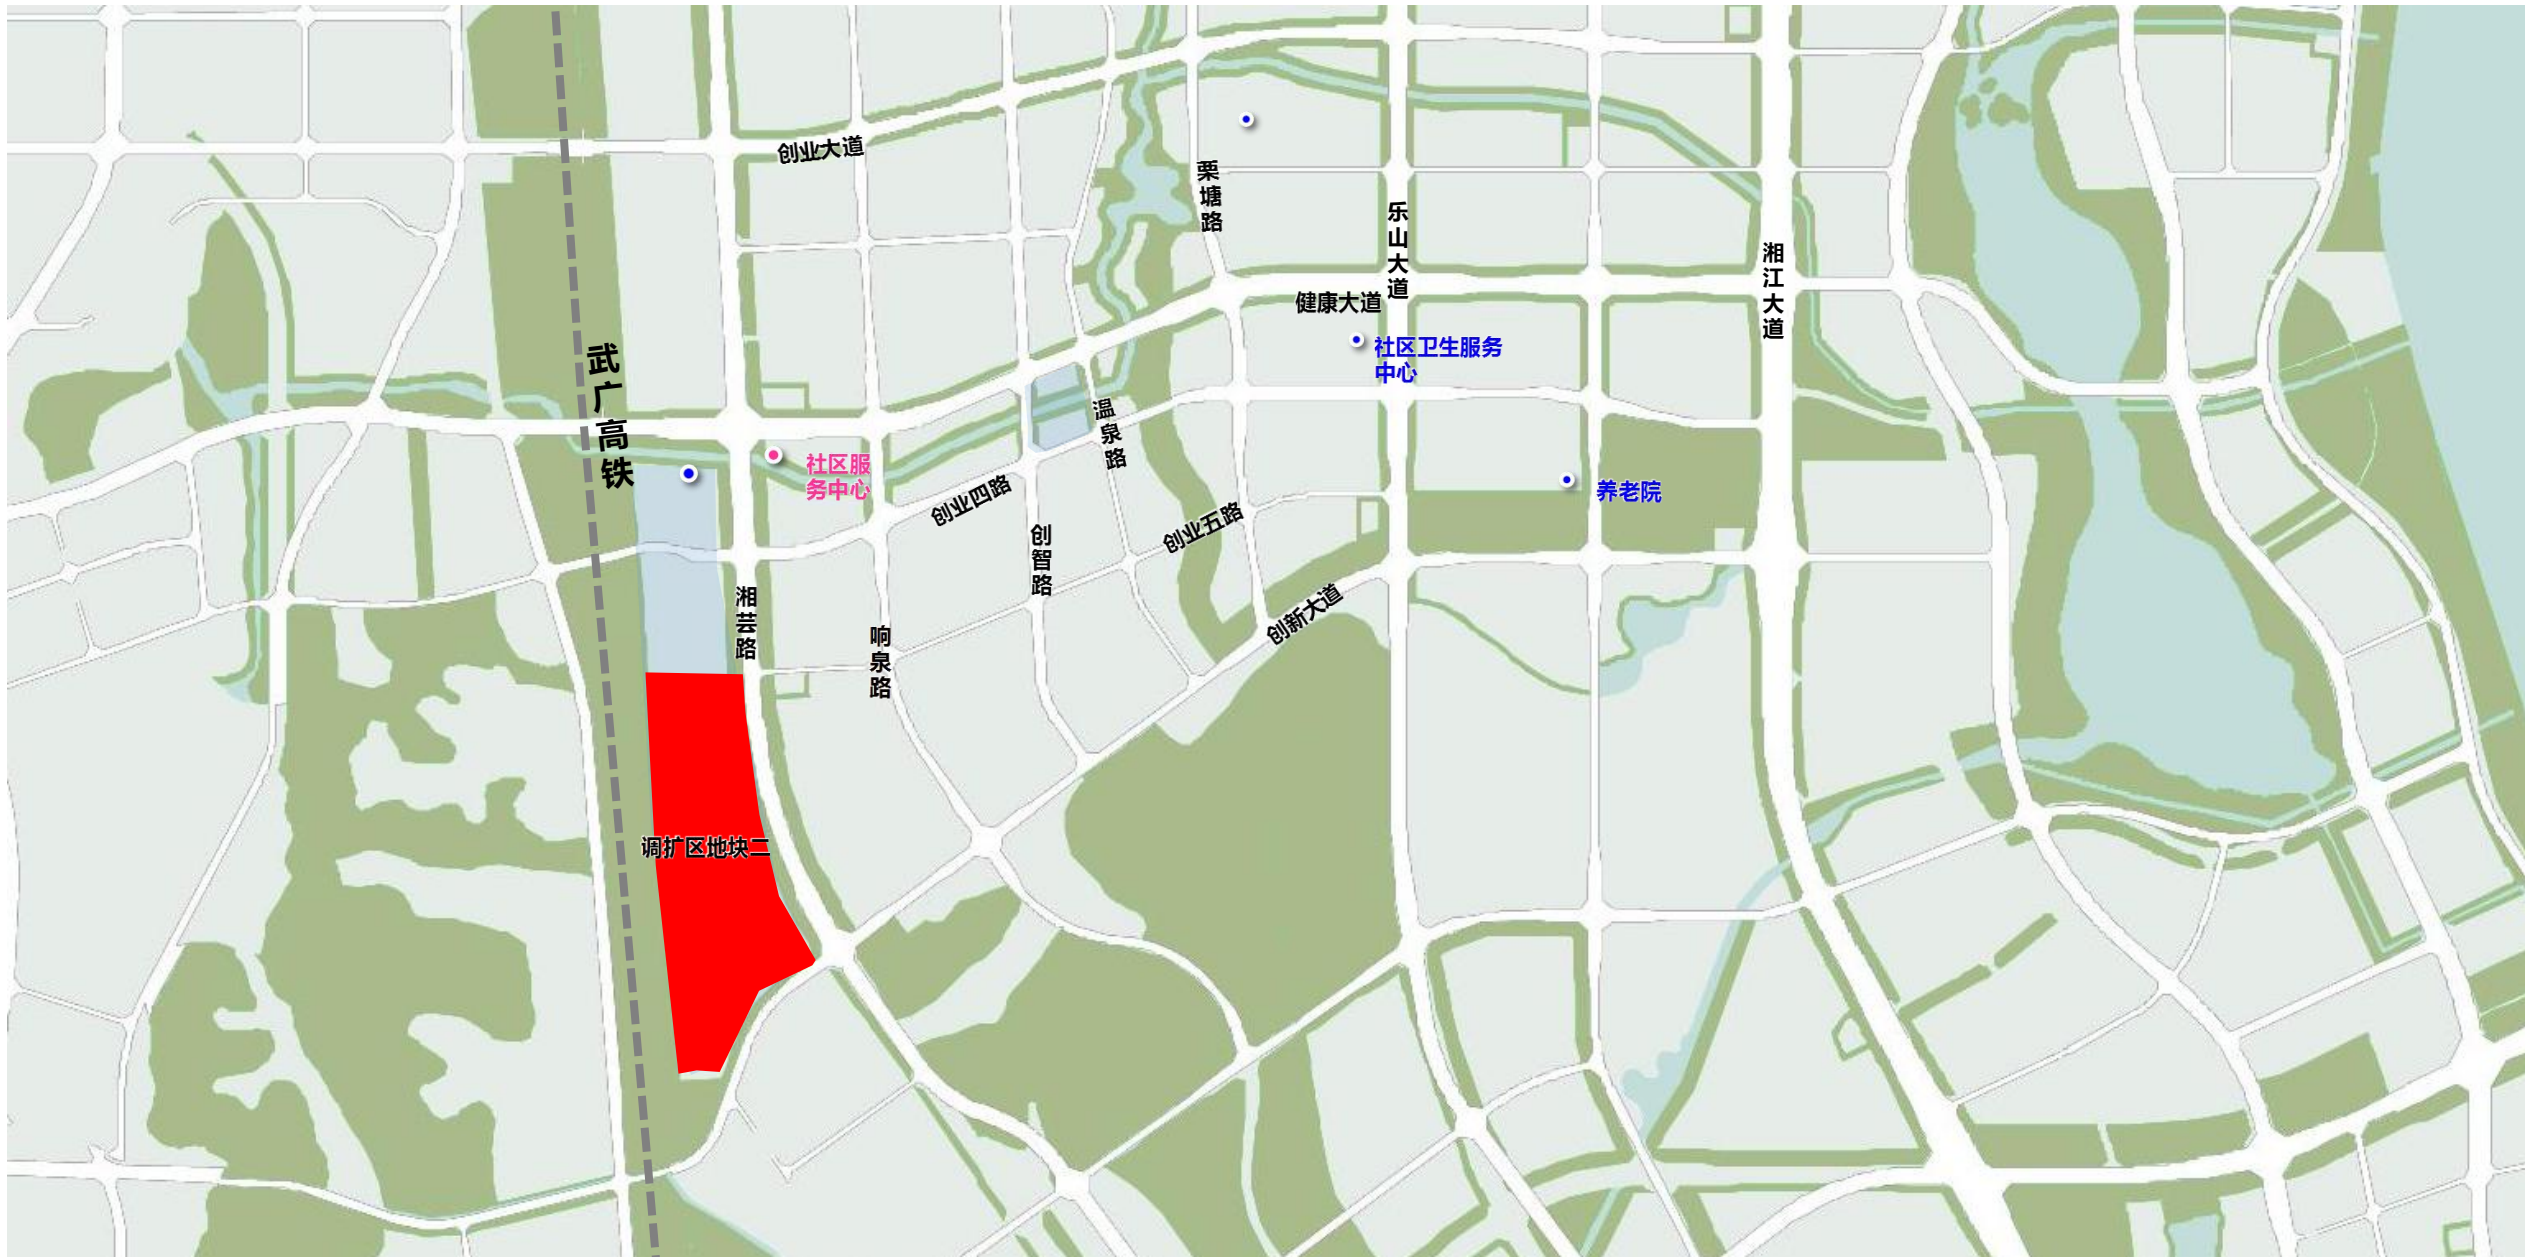 创业大道
栗塘路
乐山大道
湘江大道
健康大道
社区卫生服务
中心
武广高铁
温泉路
社区服
务中心
创业四路
养老院
创业五路
创智路
湘芸路
创新大道
响泉路
调扩区地块二